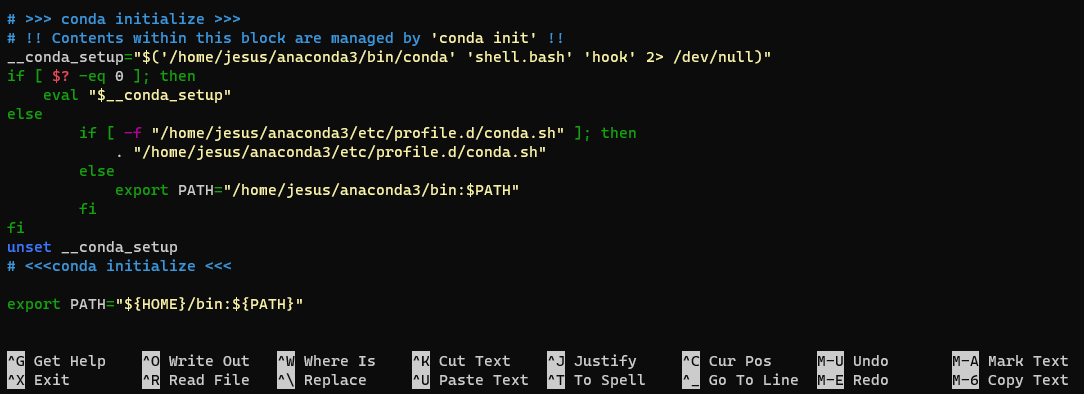 # >>> conda initialize >>>
# !! Contents within this block are managed by 'conda init' !!
__conda_setup="$('/home/jesus/anaconda3/bin/conda' 'shell.bash' 'hook' 2> /dev/null)"
if [ $? -eq 0 ]; then
    eval "$__conda_setup"
else
        if [ -f "/home/jesus/anaconda3/etc/profile.d/conda.sh" ]; then
            . "/home/jesus/anaconda3/etc/profile.d/conda.sh"
        else
            export PATH="/home/jesus/anaconda3/bin:$PATH"
        fi
fi
unset __conda_setup
# <<<conda initialize <<<

export PATH="${HOME}/bin:${PATH}"

^G Get Help    ^O Write Out   ^W Where Is    ^K Cut Text    ^J Justify     ^C Cur Pos     M-U Undo       M-A Mark Text
^X Exit        ^R Read File   ^\ Replace     ^U Paste Text  ^T To Spell    ^_ Go To Line  M-E Redo       M-6 Copy Text